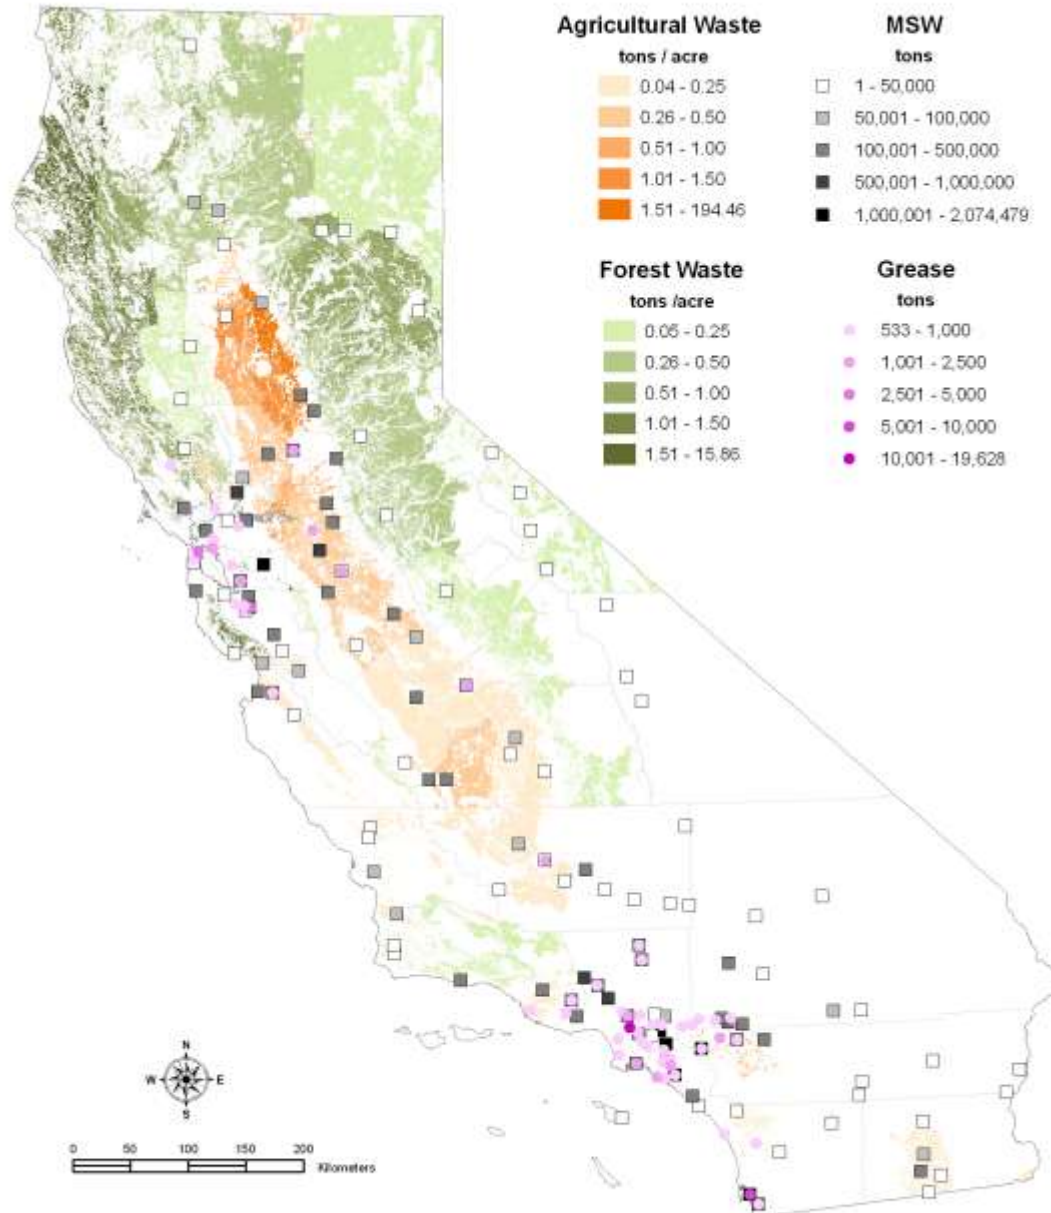 Agricultural Waste
tons / acre
0.04 - 0.25
0.26 - 0.50
0.51 - 1.00
1.01 - 1.50
1.51 - 194.46
MSW
tons
1 - 50,000
50,001 - 100,000
100,001 - 500,000
500,001 - 1,000,000
1,000,001 - 2,074,479
Forest Waste
tons /acre
0.05 - 0.25
0.26 - 0.50
0.51 - 1.00
1.01 - 1.50
1.51 - 15.86
Grease
tons
533 - 1,000
1,001 - 2,500
2,501 - 5,000
5,001 - 10,000
10,001 - 19,628
N
W E
S
0 50 100 150 200
Kilometers